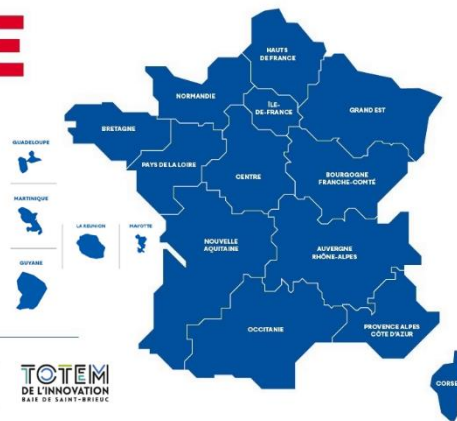 E
HAUTS
DE FRANCE
NORMANDIE
ÎLE-
DE-FRANCE
GRAND EST
BRETAGNE
PAYS DE LA LOIRE
CENTRE
BOURGOGNE
FRANCHE-COMTÉ
GUADELOUPE
MARTINIQUE
LA RÉUNION
MAYOTTE
GUYANE
NOUVELLE
AQUITAINE
AUVERGNE
RHÔNE-ALPES
OCCITANIE
PROVENCE ALPES
CÔTE D'AZUR
CORSE
TOTEM
DE L'INNOVATION
BAIE DE SAINT-BRIEUC